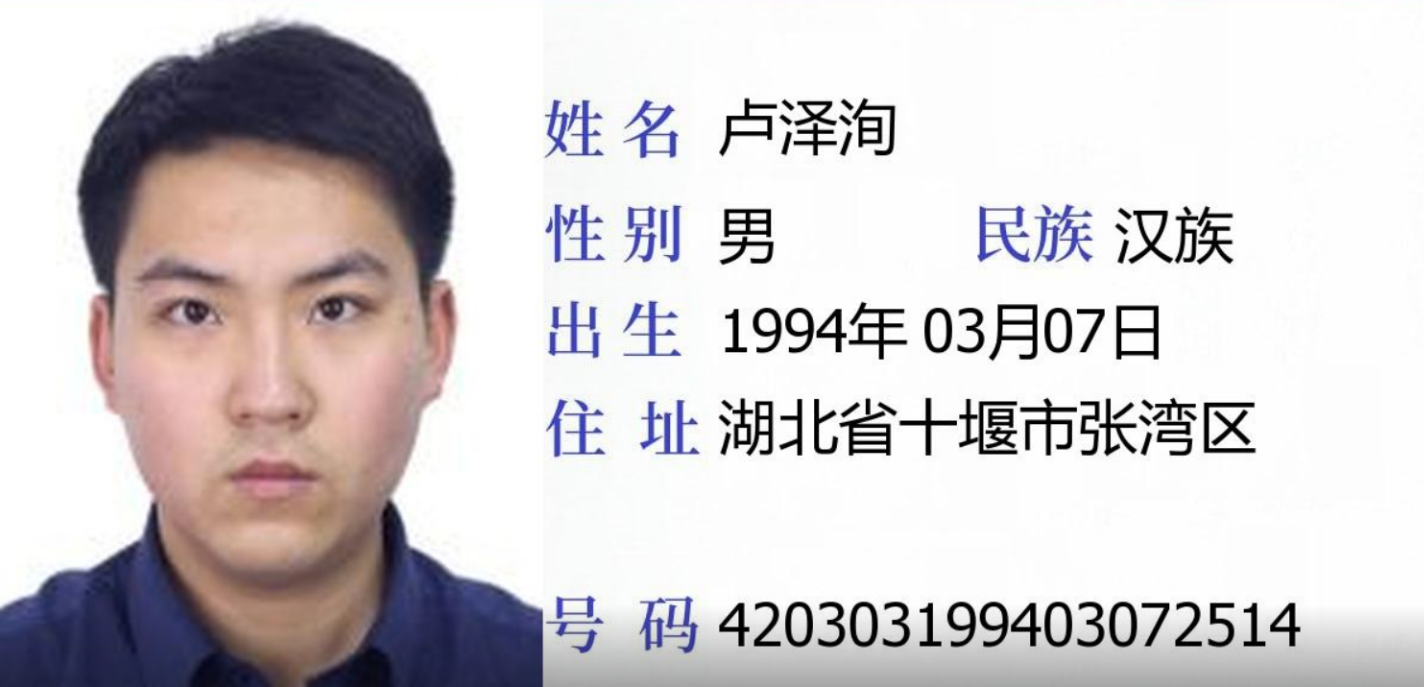 姓名 卢泽洵
性别 男 民族 汉族
出生 1994年 03月07日
住址 湖北省十堰市张湾区
号码 420303199403072514